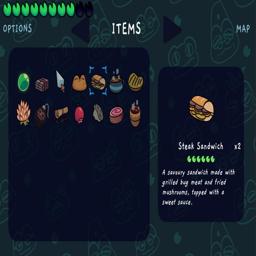 OPTIONS
ITEMS
MAP
Steak Sandwich x2
A savoury sandwich made with
grilled bug meat and fried
mushrooms, topped with a
sweet sauce.